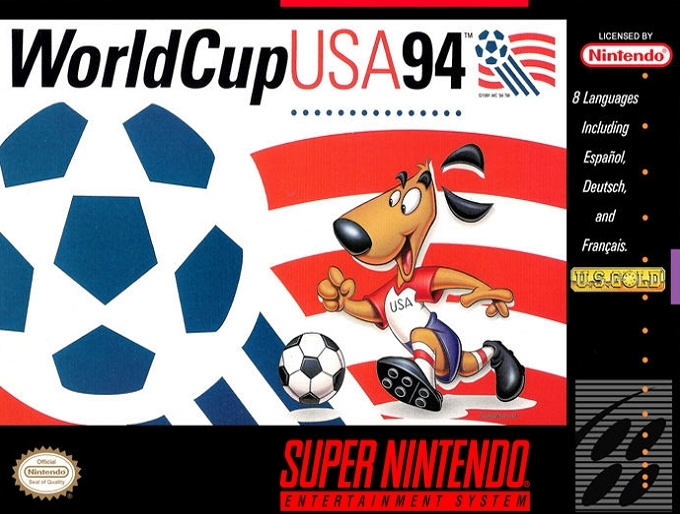 WorldCupUSA94™
LICENSED BY
Nintendo®
8 Languages
Including
Español,
Deutsch,
and
Français.
U.S. GOLD®
USA
Official
Nintendo
Seal of Quality
SUPER NINTENDO®
ENTERTAINMENT SYSTEM